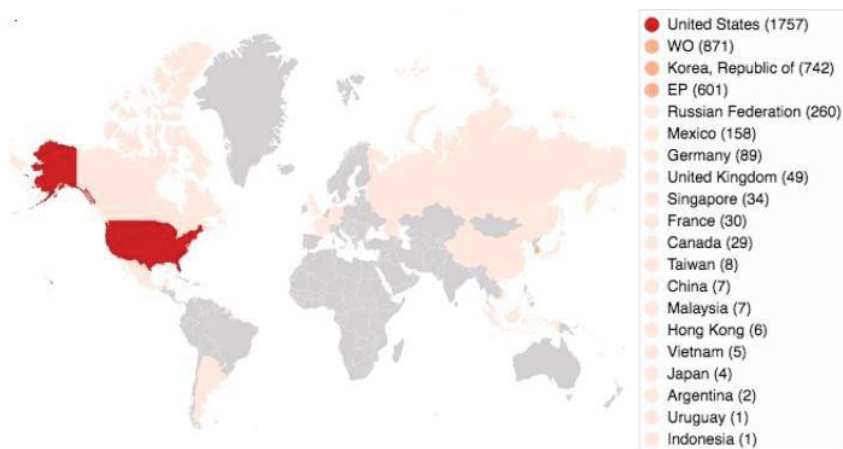 United States (1757)
WO (871)
Korea, Republic of (742)
EP (601)
Russian Federation (260)
Mexico (158)
Germany (89)
United Kingdom (49)
Singapore (34)
France (30)
Canada (29)
Taiwan (8)
China (7)
Malaysia (7)
Hong Kong (6)
Vietnam (5)
Japan (4)
Argentina (2)
Uruguay (1)
Indonesia (1)